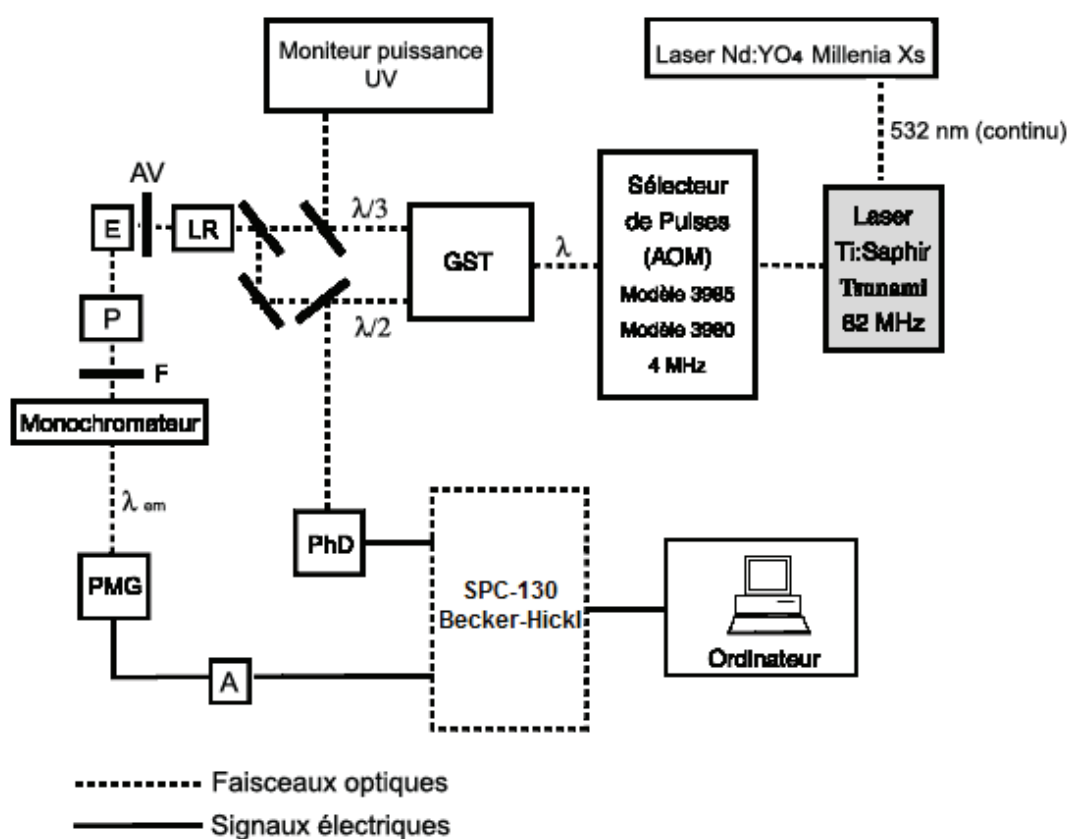 Moniteur puissance
UV
Laser Nd:YO4 Millenia Xs
532 nm (continu)
AV
E
LR
λ/3
GST
λ
Sélecteur
de Pulses
(AOM)
Modèle 3985
Modèle 3980
4 MHz
Laser
Ti:Saphir
Tsunami
82 MHz
λ/2
P
F
Monochromateur
λ em
PhD
PMG
SPC-130
Becker-Hickl
Ordinateur
A
Faisceaux optiques
Signaux électriques